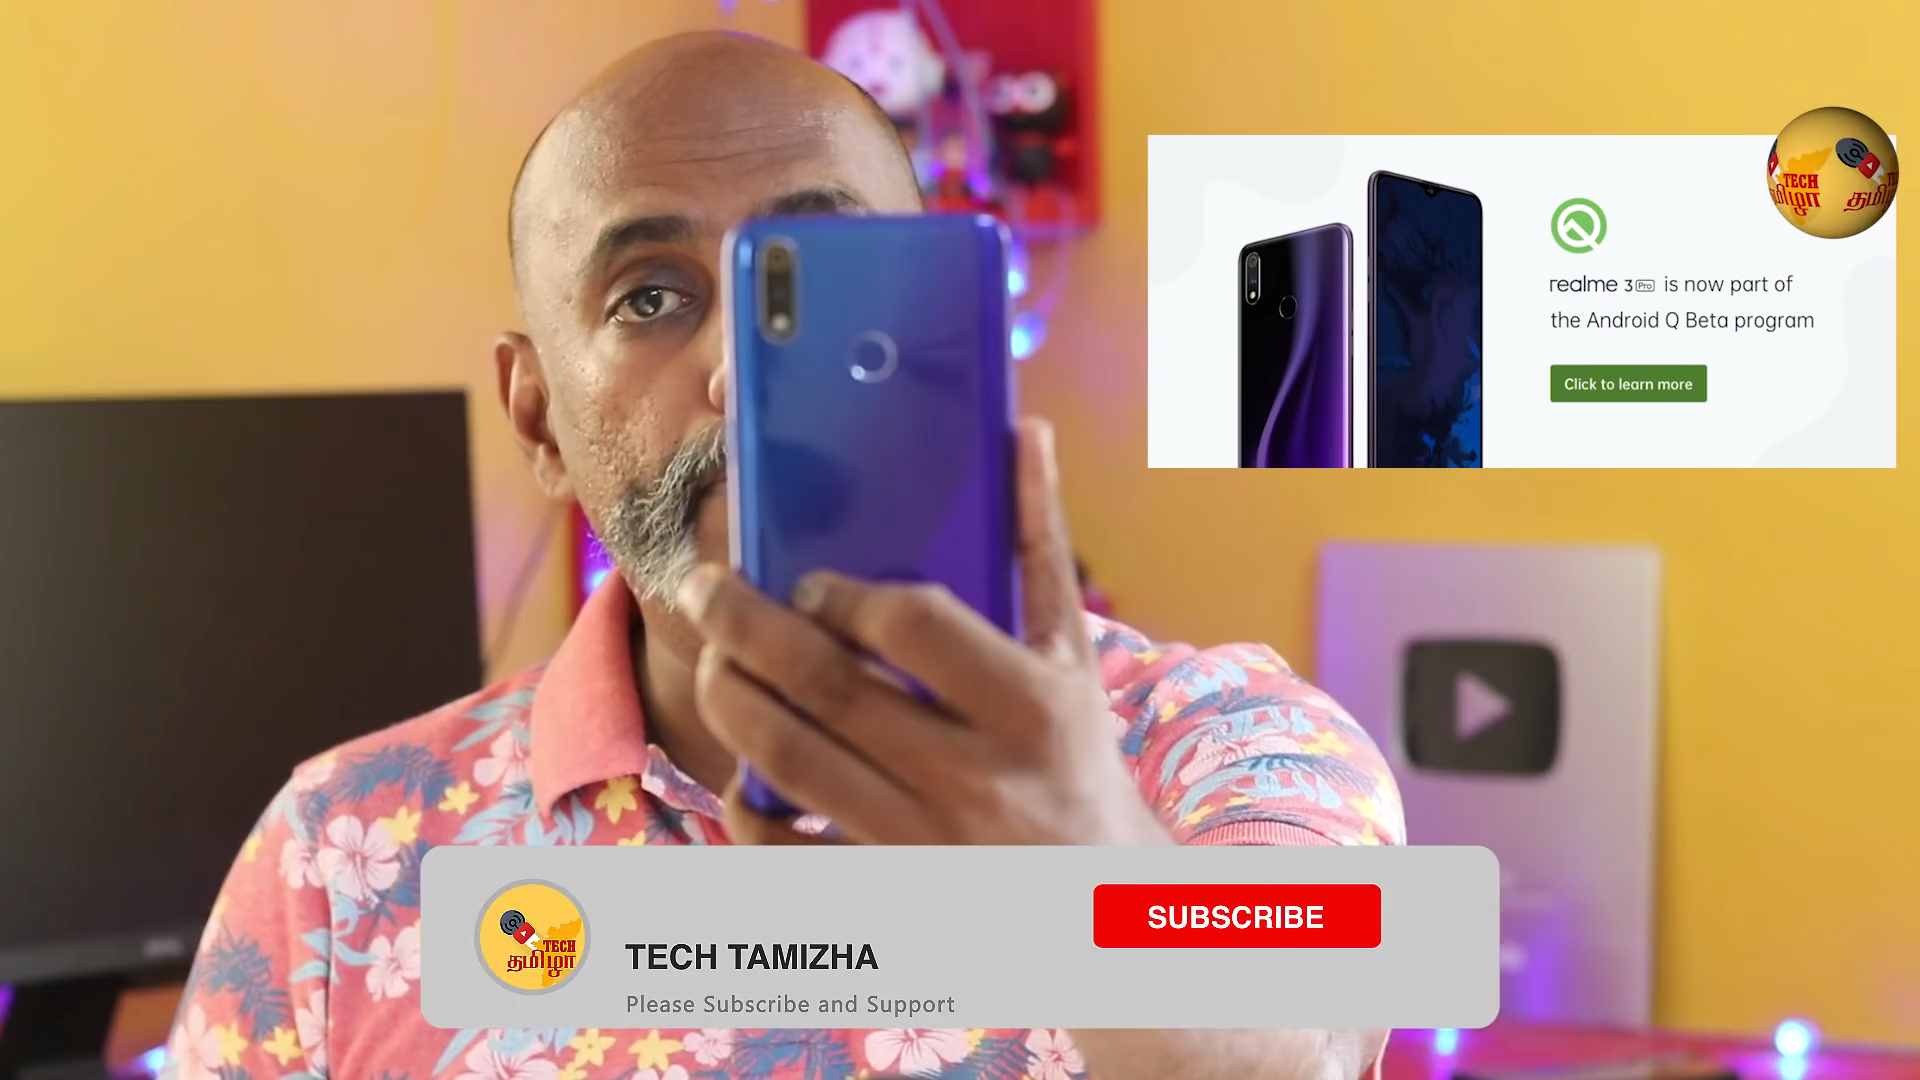 TECH
தமிழா
realme 3 Pro is now part of
the Android Q Beta program
Click to learn more
TECH
தமிழா
TECH TAMIZHA
Please Subscribe and Support
SUBSCRIBE